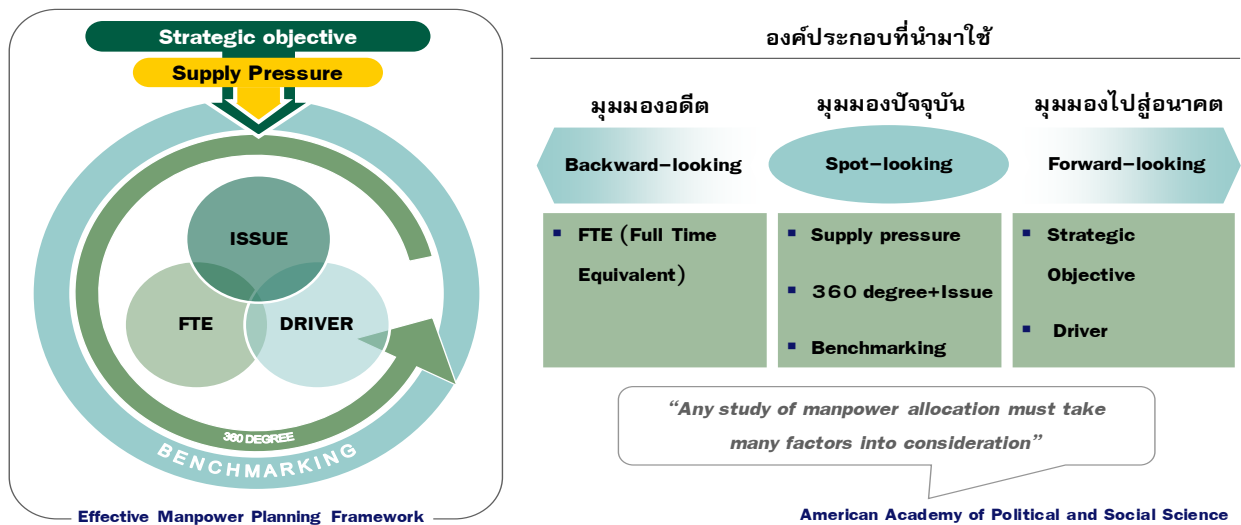 Strategic objective
Supply Pressure
ISSUE
FTE
DRIVER
360 DEGREE
BENCHMARKING
Effective Manpower Planning Framework
องค์ประกอบที่นำมาใช้
มุมมองอดีต
มุมมองปัจจุบัน
มุมมองไปสู่อนาคต
Backward-looking
Spot-looking
Forward-looking
▪ FTE (Full Time
Equivalent)
▪ Supply pressure
▪ 360 degree+Issue
▪ Benchmarking
▪ Strategic
Objective
▪ Driver
“Any study of manpower allocation must take
many factors into consideration”
American Academy of Political and Social Science